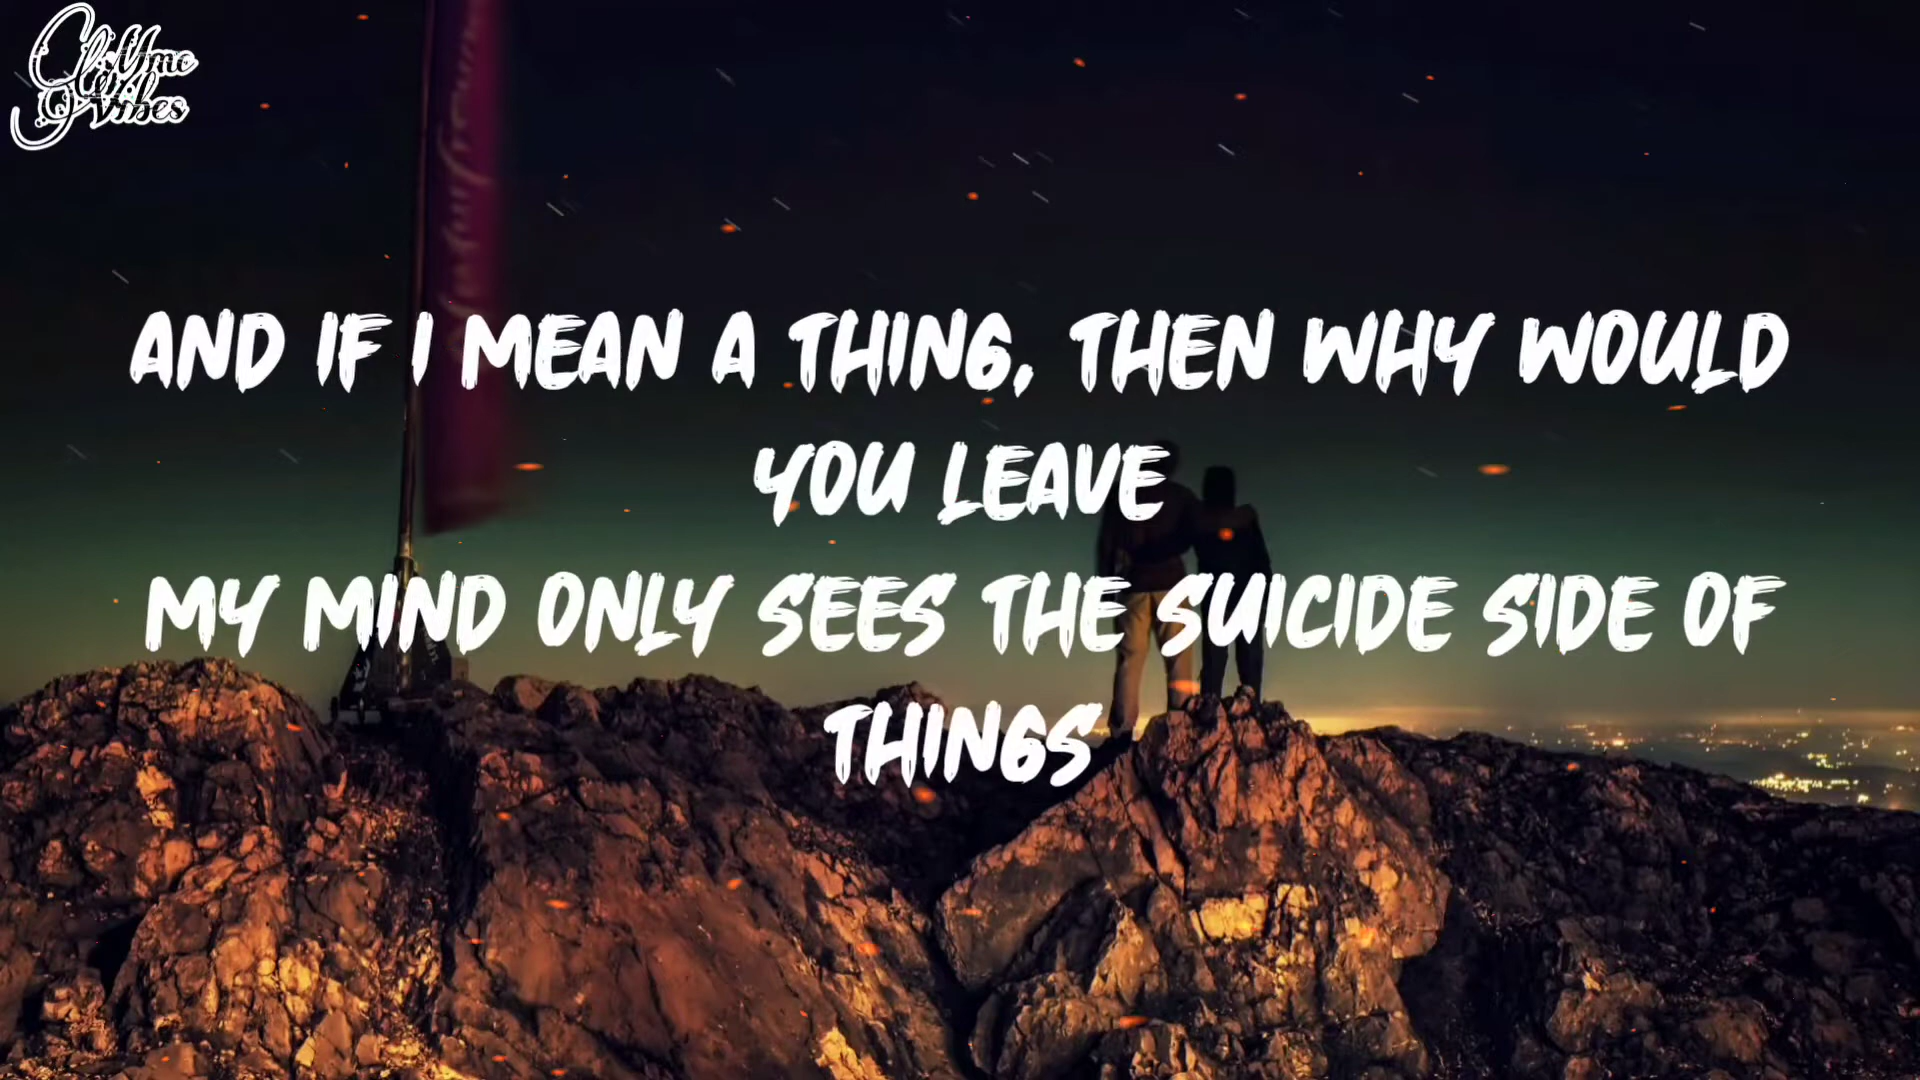 AND IF I MEAN A THING, THEN WHY WOULD
YOU LEAVE
MY MIND ONLY SEES THE SUICIDE SIDE OF
THINGS